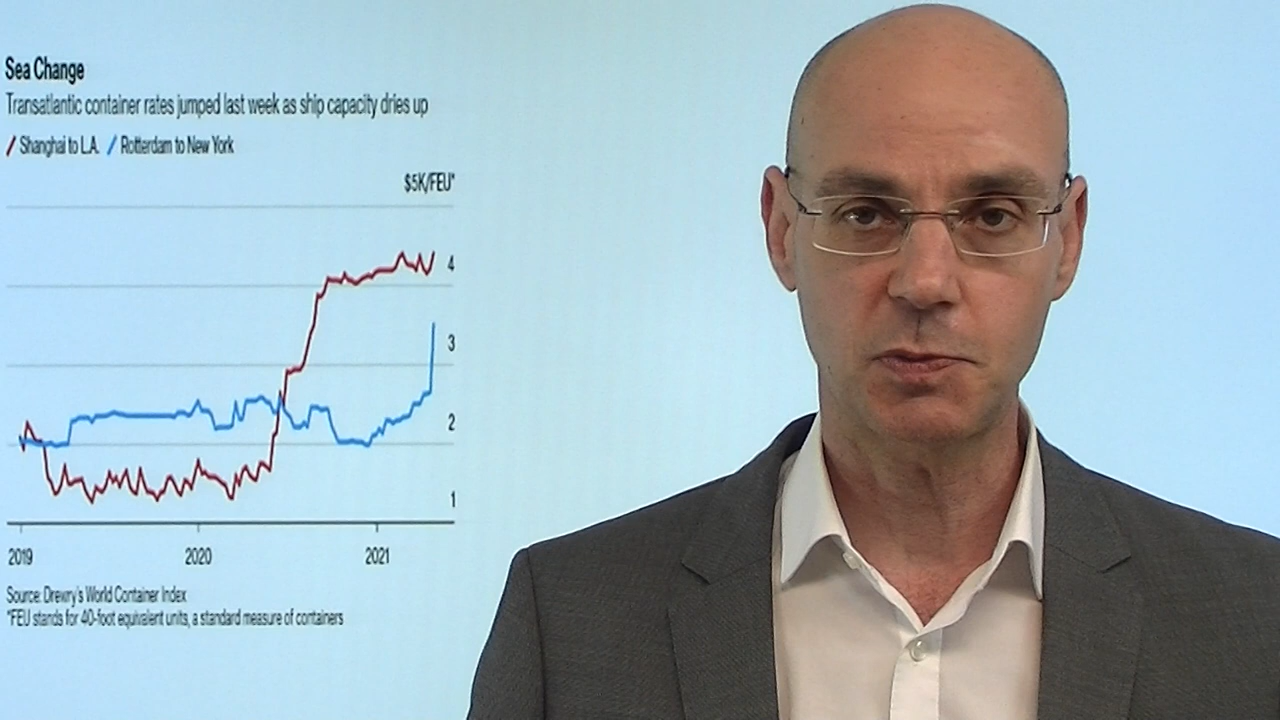 Sea Change
Transatlantic container rates jumped last week as ship capacity dries up
Shanghai to L.A. Rotterdam to New York
$5K/FEU*
4
3
2
1
2019 2020 2021
Source: Drewry's World Container Index
*FEU stands for 40-foot equivalent units, a standard measure of containers